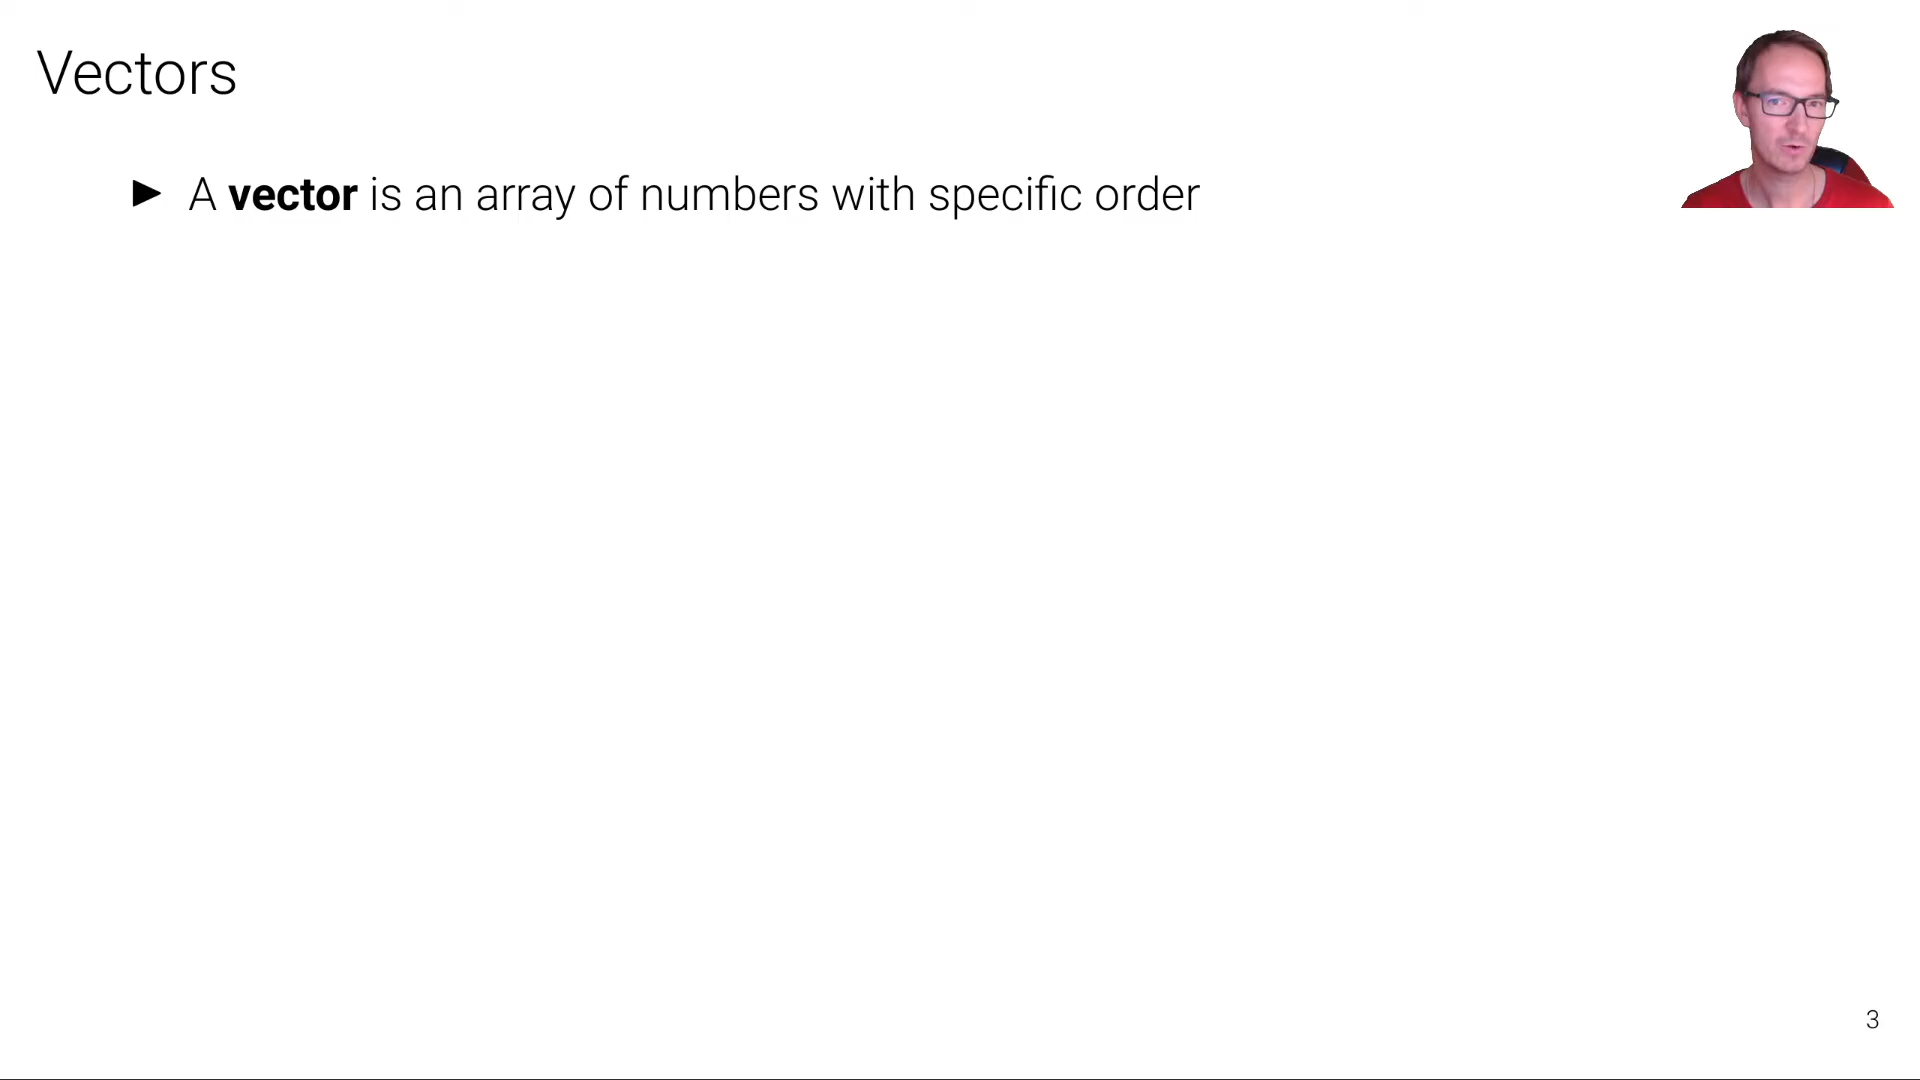 Vectors
► A vector is an array of numbers with specific order
3